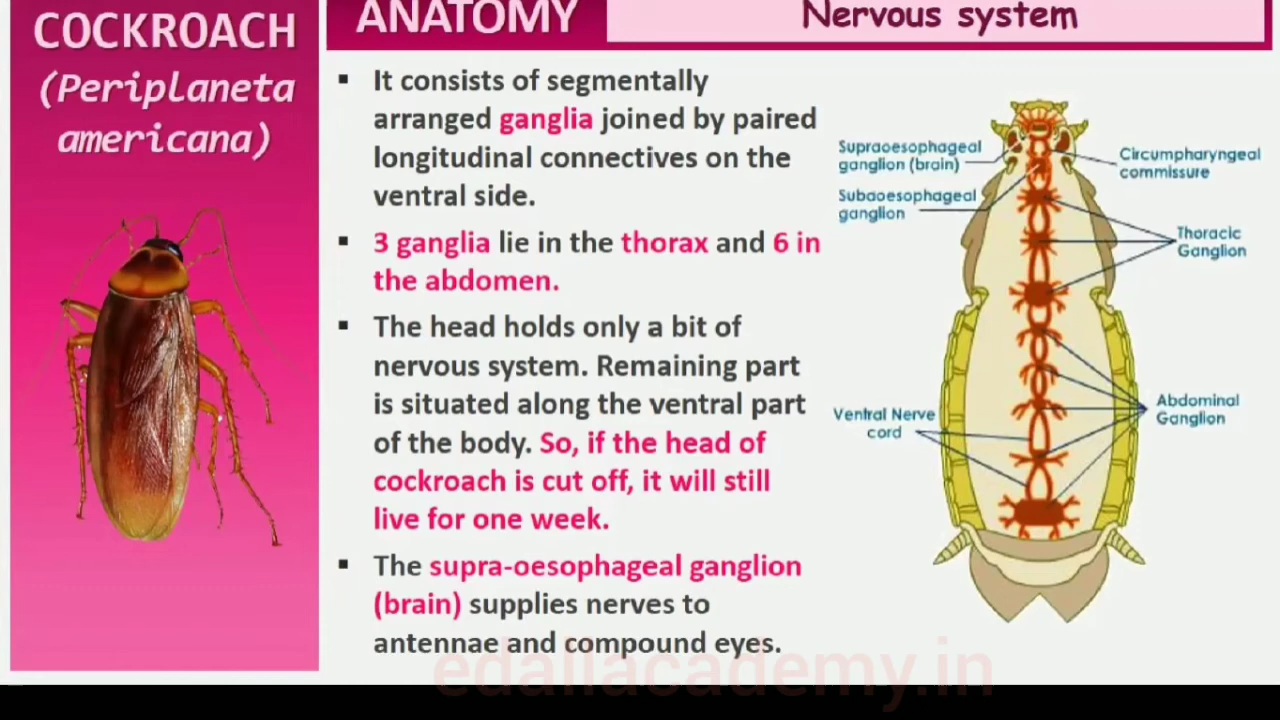 COCKROACH
(Periplaneta
americana)
ANATOMY
Nervous system
▪ It consists of segmentally
arranged ganglia joined by paired
longitudinal connectives on the
ventral side.
▪ 3 ganglia lie in the thorax and 6 in
the abdomen.
▪ The head holds only a bit of
nervous system. Remaining part
is situated along the ventral part
of the body. So, if the head of
cockroach is cut off, it will still
live for one week.
▪ The supra-oesophageal ganglion
(brain) supplies nerves to
antennae and compound eyes.
Supraoesophageal
ganglion (brain)
Subaoesophageal
ganglion
Circumpharyngeal
commissure
Thoracic
Ganglion
Ventral Nerve
cord
Abdominal
Ganglion